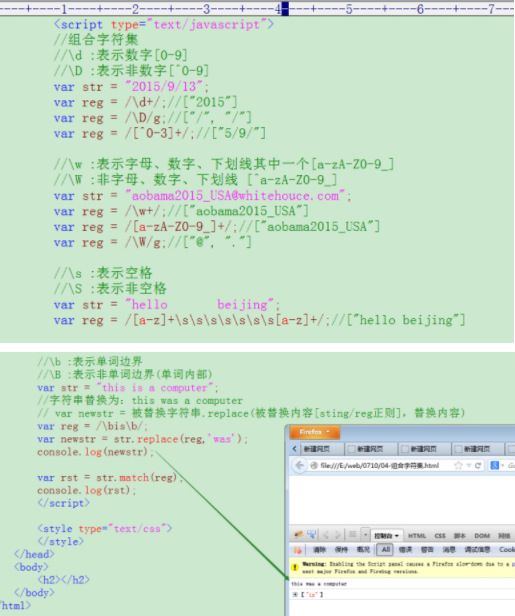 ----+----1----+----2----+----3----+----4----+----5----+----6----+----7-
<script type="text/javascript">
//组合字符集
//\d :表示数字[0-9]
//\D :表示非数字[^0-9]
var str = "2015/9/13";
var reg = /\d+/;//["2015"]
var reg = /\D/g;//["/", "/"]
var reg = /[^0-3]+/;//["5/9/"]
//\w :表示字母、数字、下划线其中一个[a-zA-Z0-9_]
//\W :非字母、数字、下划线 [^a-zA-Z0-9_]
var str = "aobama2015_USA@whitehouce.com";
var reg = /\w+/;//["aobama2015_USA"]
var reg = /[a-zA-Z0-9_]+/;//["aobama2015_USA"]
var reg = /\W/g;//["@", "."]
//\s :表示空格
//\S :表示非空格
var str = "hello       beijing";
var reg = /[a-z]+\s\s\s\s\s\s\s[a-z]+/;//["hello beijing"]
//\b :表示单词边界
//\B :表示非单词边界(单词内部)
var str = "this is a computer";
//字符串替换为: this was a computer
// var newstr = 被替换字符串.replace(被替换内容[sting/reg正则], 替换内容)
var reg = /\bis\b/;
var newstr = str.replace(reg,'was');
console.log(newstr);
var rst = str.match(reg);
console.log(rst);
</script>
<style type="text/css">
</style>
</head>
<body>
<h2></h2>
</body>
html>
Firefox
新建网页 新建网页 新建网页 新建网页
file:///E:/web/0710/04-组合字符集.html
控制台 HTML CSS 脚本 DOM 网络
清除 保持 概况 All 错误 警告 消息 调试信息 Cook
Warning: Enabling the Script panel causes a Firefox slow-down due to a p
next major Firefox and Firebug versions.
this was a computer
["is"]